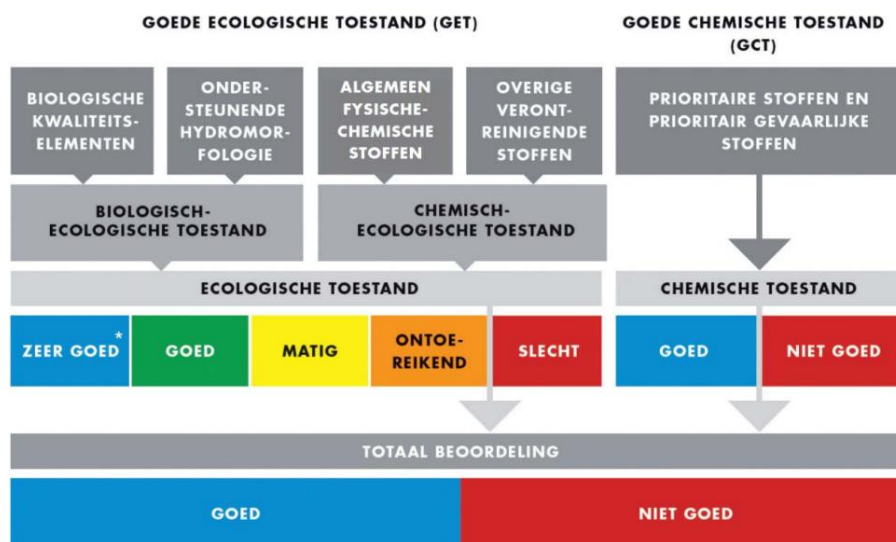 GOEDE ECOLOGISCHE TOESTAND (GET)
GOEDE CHEMISCHE TOESTAND
(GCT)
BIOLOGISCHE
KWALITEITS-
ELEMENTEN
ONDER-
STEUNENDE
HYDROMOR-
FOLOGIE
ALGEMEEN
FYSISCHE-
CHEMISCHE
STOFFEN
OVERIGE
VERONT-
REINIGENDE
STOFFEN
PRIORITAIRE STOFFEN EN
PRIORITAIR GEVAARLIJKE
STOFFEN
BIOLOGISCH-
ECOLOGISCHE TOESTAND
CHEMISCH-
ECOLOGISCHE TOESTAND
ECOLOGISCHE TOESTAND
CHEMISCHE TOESTAND
ZEER GOED*
GOED
MATIG
ONTOE-
REIKEND
SLECHT
GOED
NIET GOED
TOTAAL BEOORDELING
GOED
NIET GOED